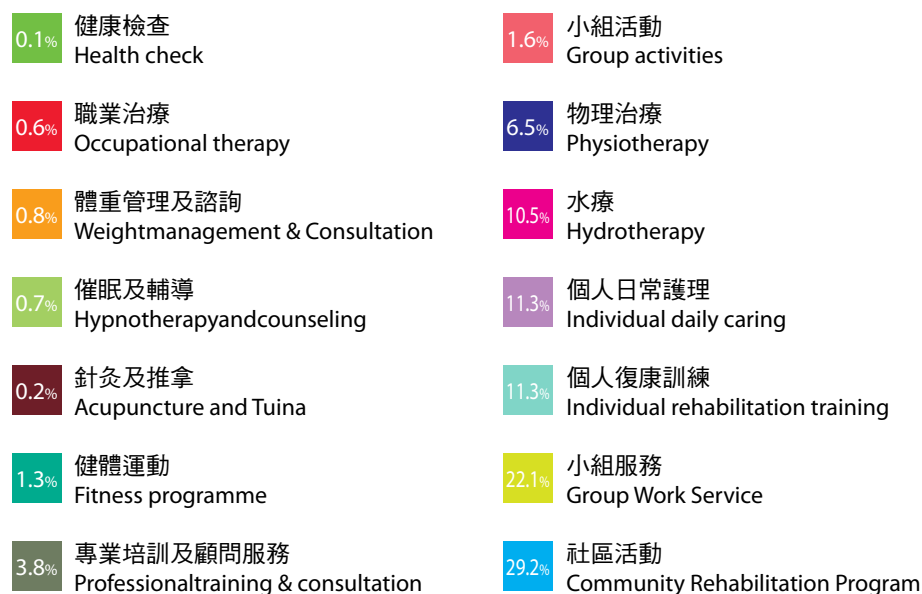 0.1%
健康檢查
Health check
0.6%
職業治療
Occupational therapy
0.8%
體重管理及諮詢
Weightmanagement & Consultation
0.7%
催眠及輔導
Hypnotherapyandcounseling
0.2%
針灸及推拿
Acupuncture and Tuina
1.3%
健體運動
Fitness programme
3.8%
專業培訓及顧問服務
Professionaltraining & consultation
1.6%
小組活動
Group activities
6.5%
物理治療
Physiotherapy
10.5%
水療
Hydrotherapy
11.3%
個人日常護理
Individual daily caring
11.3%
個人復康訓練
Individual rehabilitation training
22.1%
小組服務
Group Work Service
29.2%
社區活動
Community Rehabilitation Program